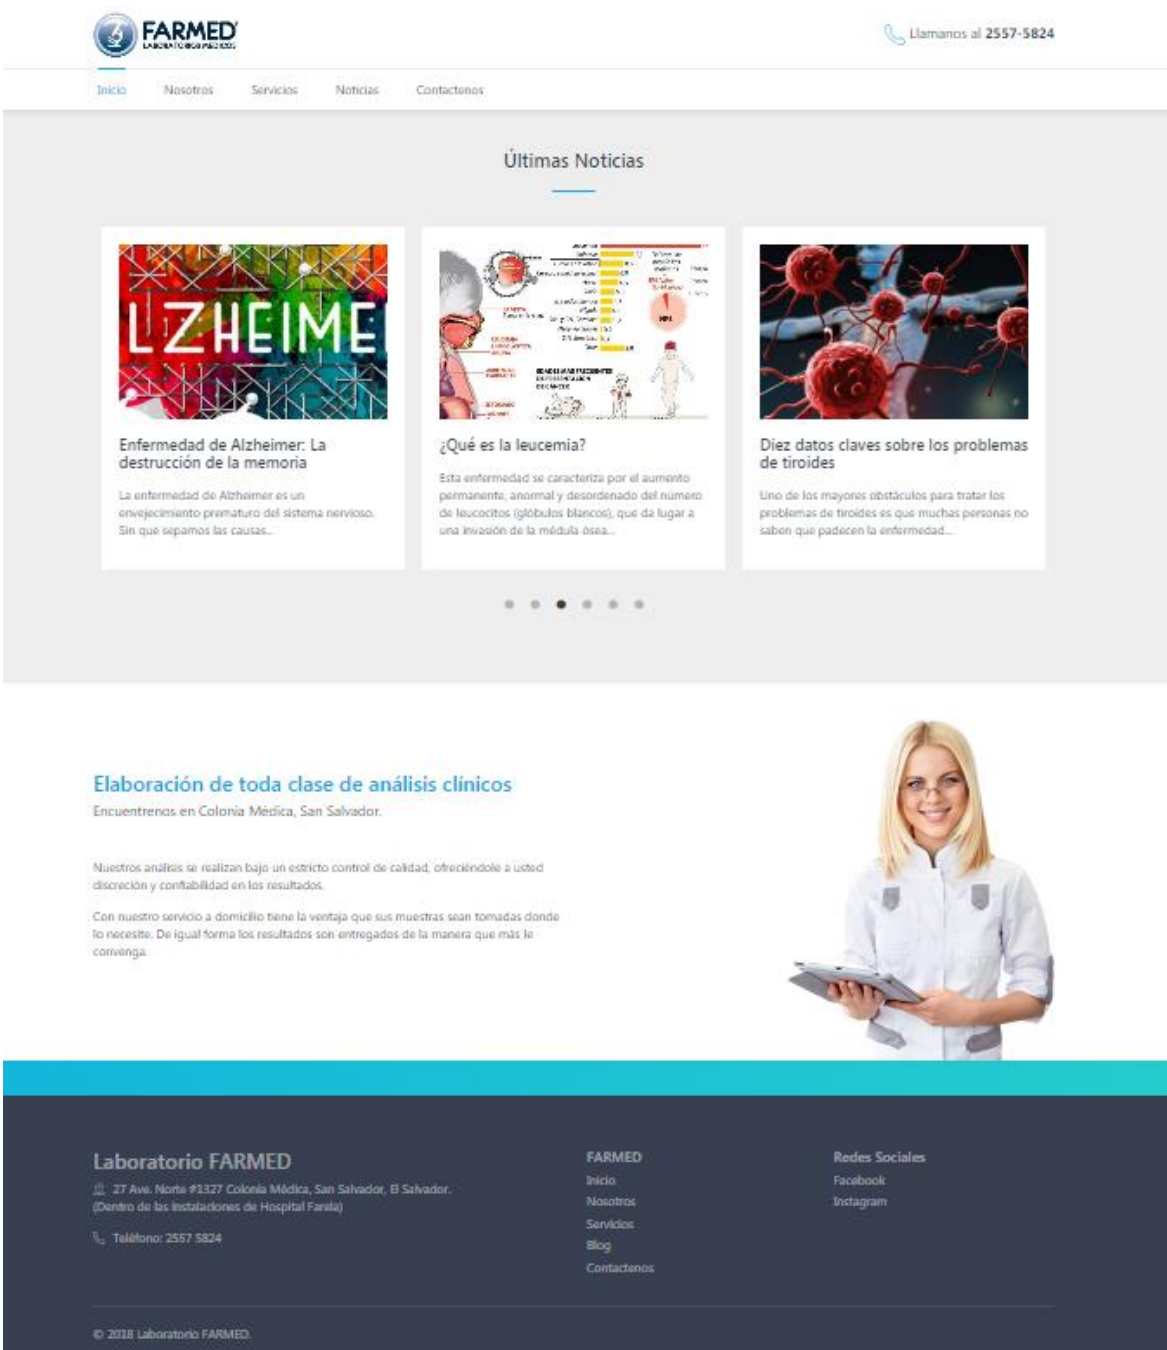 FARMED
LABORATORIOS MEDICOS
Llamanos al 2557-5824
Inicio Nosotros Servicios Noticias Contactenos
Últimas Noticias
LZHEIME
EDADES MAS FRECUENTES
DE PRESENTACION
DE CANCER
Enfermedad de Alzheimer: La
destrucción de la memoria
La enfermedad de Alzheimer es un
envejecimiento prematuro del sistema nervioso.
Sin que sepamos las causas...
¿Qué es la leucemia?
Esta enfermedad se caracteriza por el aumento
permanente, anormal y desordenado del número
de leucocitos (glóbulos blancos), que da lugar a
una invasión de la médula ósea...
Diez datos claves sobre los problemas
de tiroides
Uno de los mayores obstáculos para tratar los
problemas de tiroides es que muchas personas no
saben que padecen la enfermedad...
Elaboración de toda clase de análisis clínicos
Encuentrenos en Colonia Médica, San Salvador.
Nuestros análisis se realizan bajo un estricto control de calidad, ofreciéndole a usted
discreción y confiabilidad en los resultados.
Con nuestro servicio a domicilio tiene la ventaja que sus muestras sean tomadas donde
lo necesite. De igual forma los resultados son entregados de la manera que más le
convenga.
Laboratorio FARMED
27 Ave. Norte #1327 Colonia Médica, San Salvador, El Salvador.
(Dentro de las instalaciones de Hospital Farela)
Teléfono: 2557 5824
FARMED
Inicio
Nosotros
Servicios
Blog
Contactenos
Redes Sociales
Facebook
Instagram
© 2018 Laboratorio FARMED.